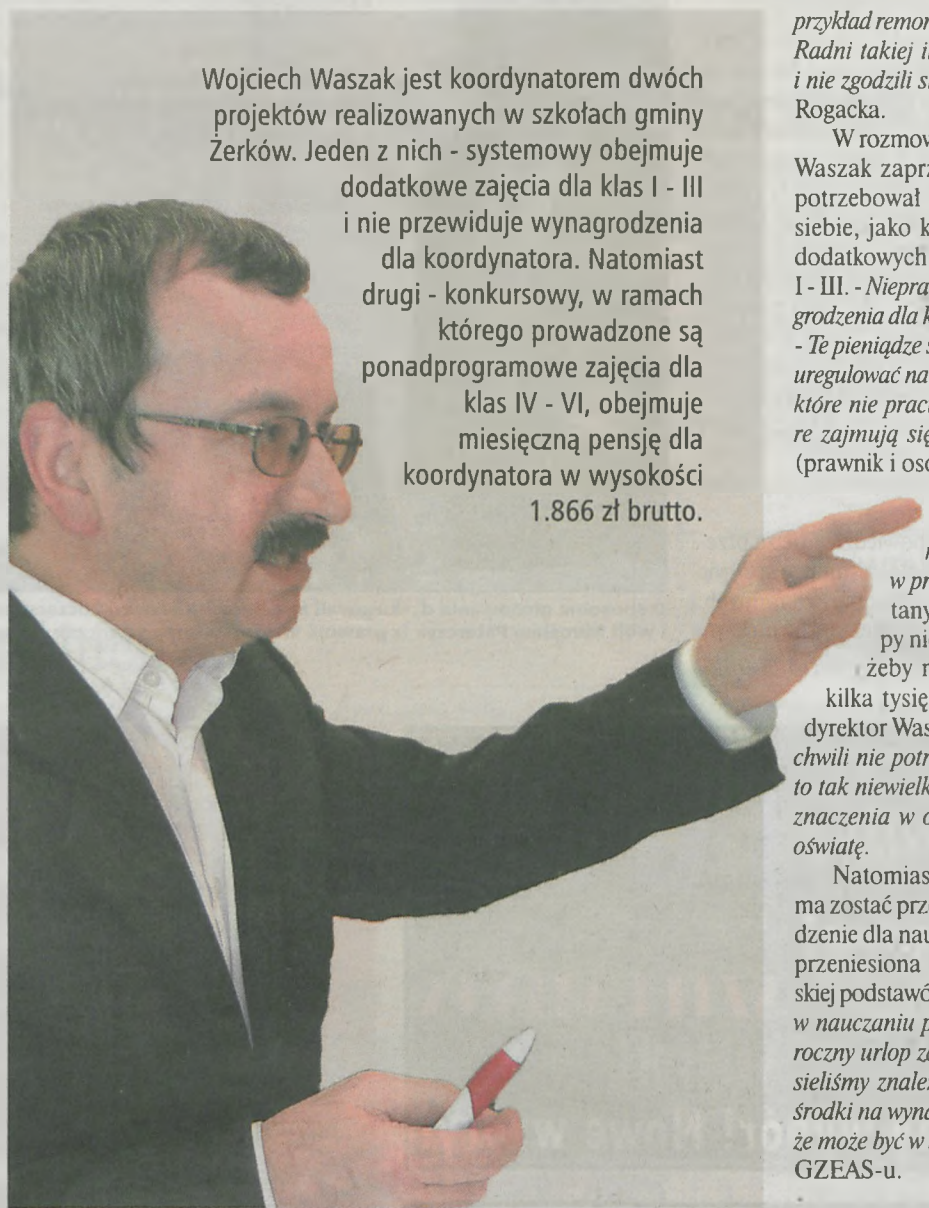 Wojciech Waszak jest koordynatorem dwóch
projektów realizowanych w szkołach gminy
Żerków. Jeden z nich - systemowy obejmuje
dodatkowe zajęcia dla klas I - III
i nie przewiduje wynagrodzenia
dla koordynatora. Natomiast
drugi - konkursowy, w ramach
którego prowadzone są
ponadprogramowe zajęcia dla
klas IV - VI, obejmuje
miesięczną pensję dla
koordynatora w wysokości
1.866 zł brutto.
przykład remon
Radni takiej i
i nie zgodzili s
Rogacka.
W rozmow
Waszak zaprz
potrzebował
siebie, jako k
dodatkowych
I - III. - Niepra
grodzenia dla k
- Te pieniądze s
uregulować na
które nie prac
re zajmują się
(prawnik i oso
w pr
tany
py nie
żeby n
kilka tysię
dyrektor Was
chwili nie potr
to tak niewielk
znaczenia w o
oświatę.
Natomias
ma zostać prz
dzenie dla nau
przeniesiona
skiej podstawó
w nauczaniu p
roczny urlop z
sieliśmy znale
środki na wyna
że może być w
GZEAS-u.